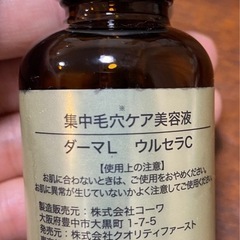 ※
集中毛穴ケア美容液
ダーマL ウルセラC
【使用上の注意】
お肌に合わないときは、ご使用をおやめください。
お肌に異常が生じていないかよく注意してご使用ください。
製造販売元：株式会社コーワ
大阪府豊中市大黒町1-7-5
発売元：株式会社クオリティファースト